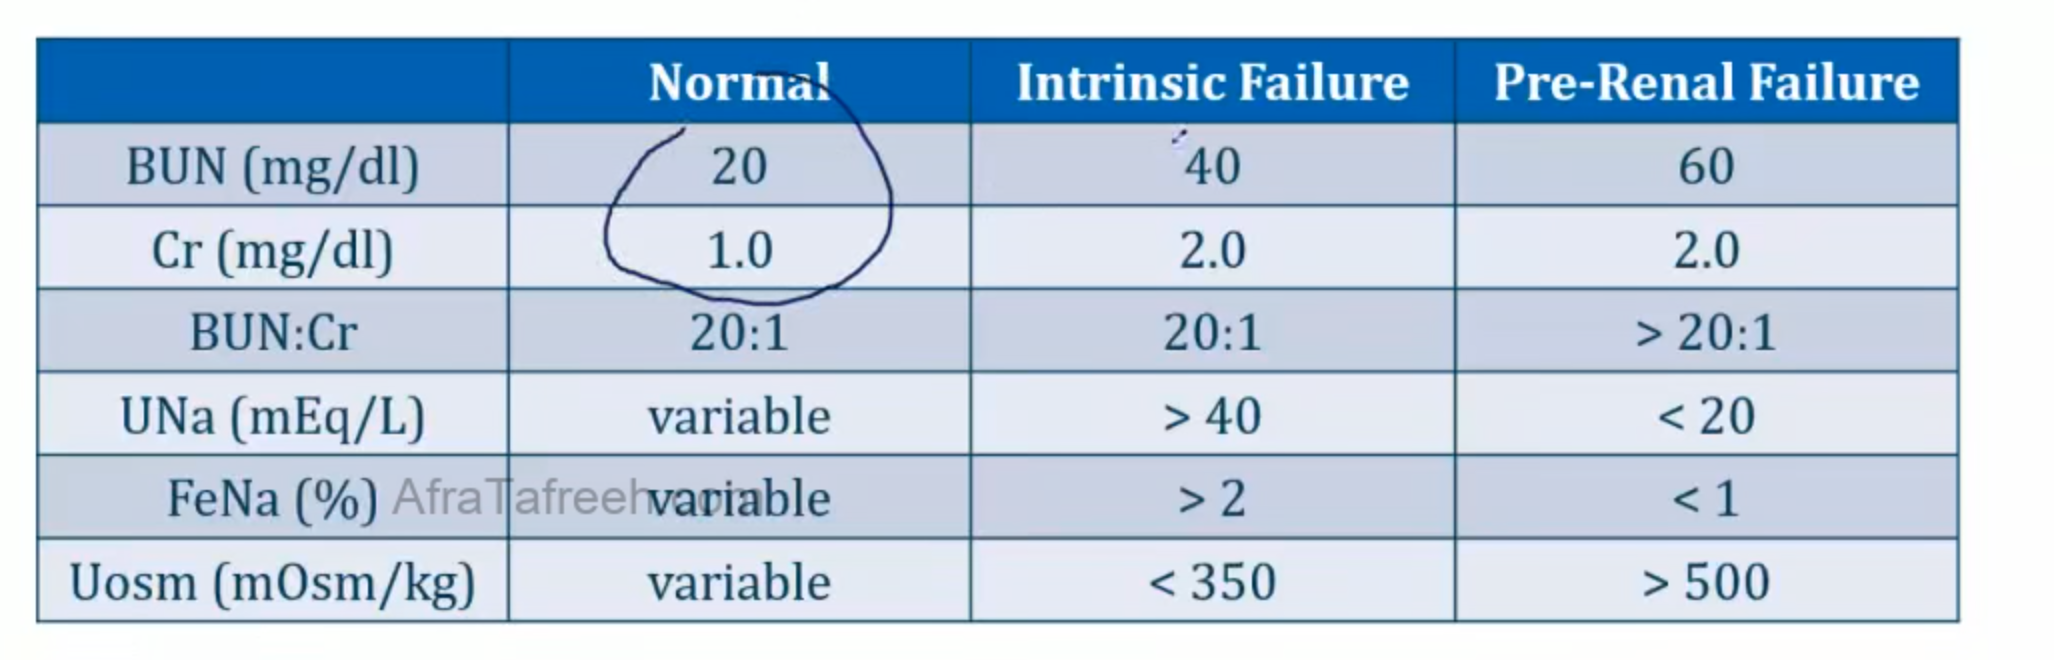 Normal Intrinsic Failure Pre-Renal Failure
BUN (mg/dl) 20 40 60
Cr (mg/dl) 1.0 2.0 2.0
BUN:Cr 20:1 20:1 > 20:1
UNa (mEq/L) variable > 40 < 20
FeNa (%) AfraTafreeh.com variable > 2 < 1
Uosm (mOsm/kg) variable < 350 > 500